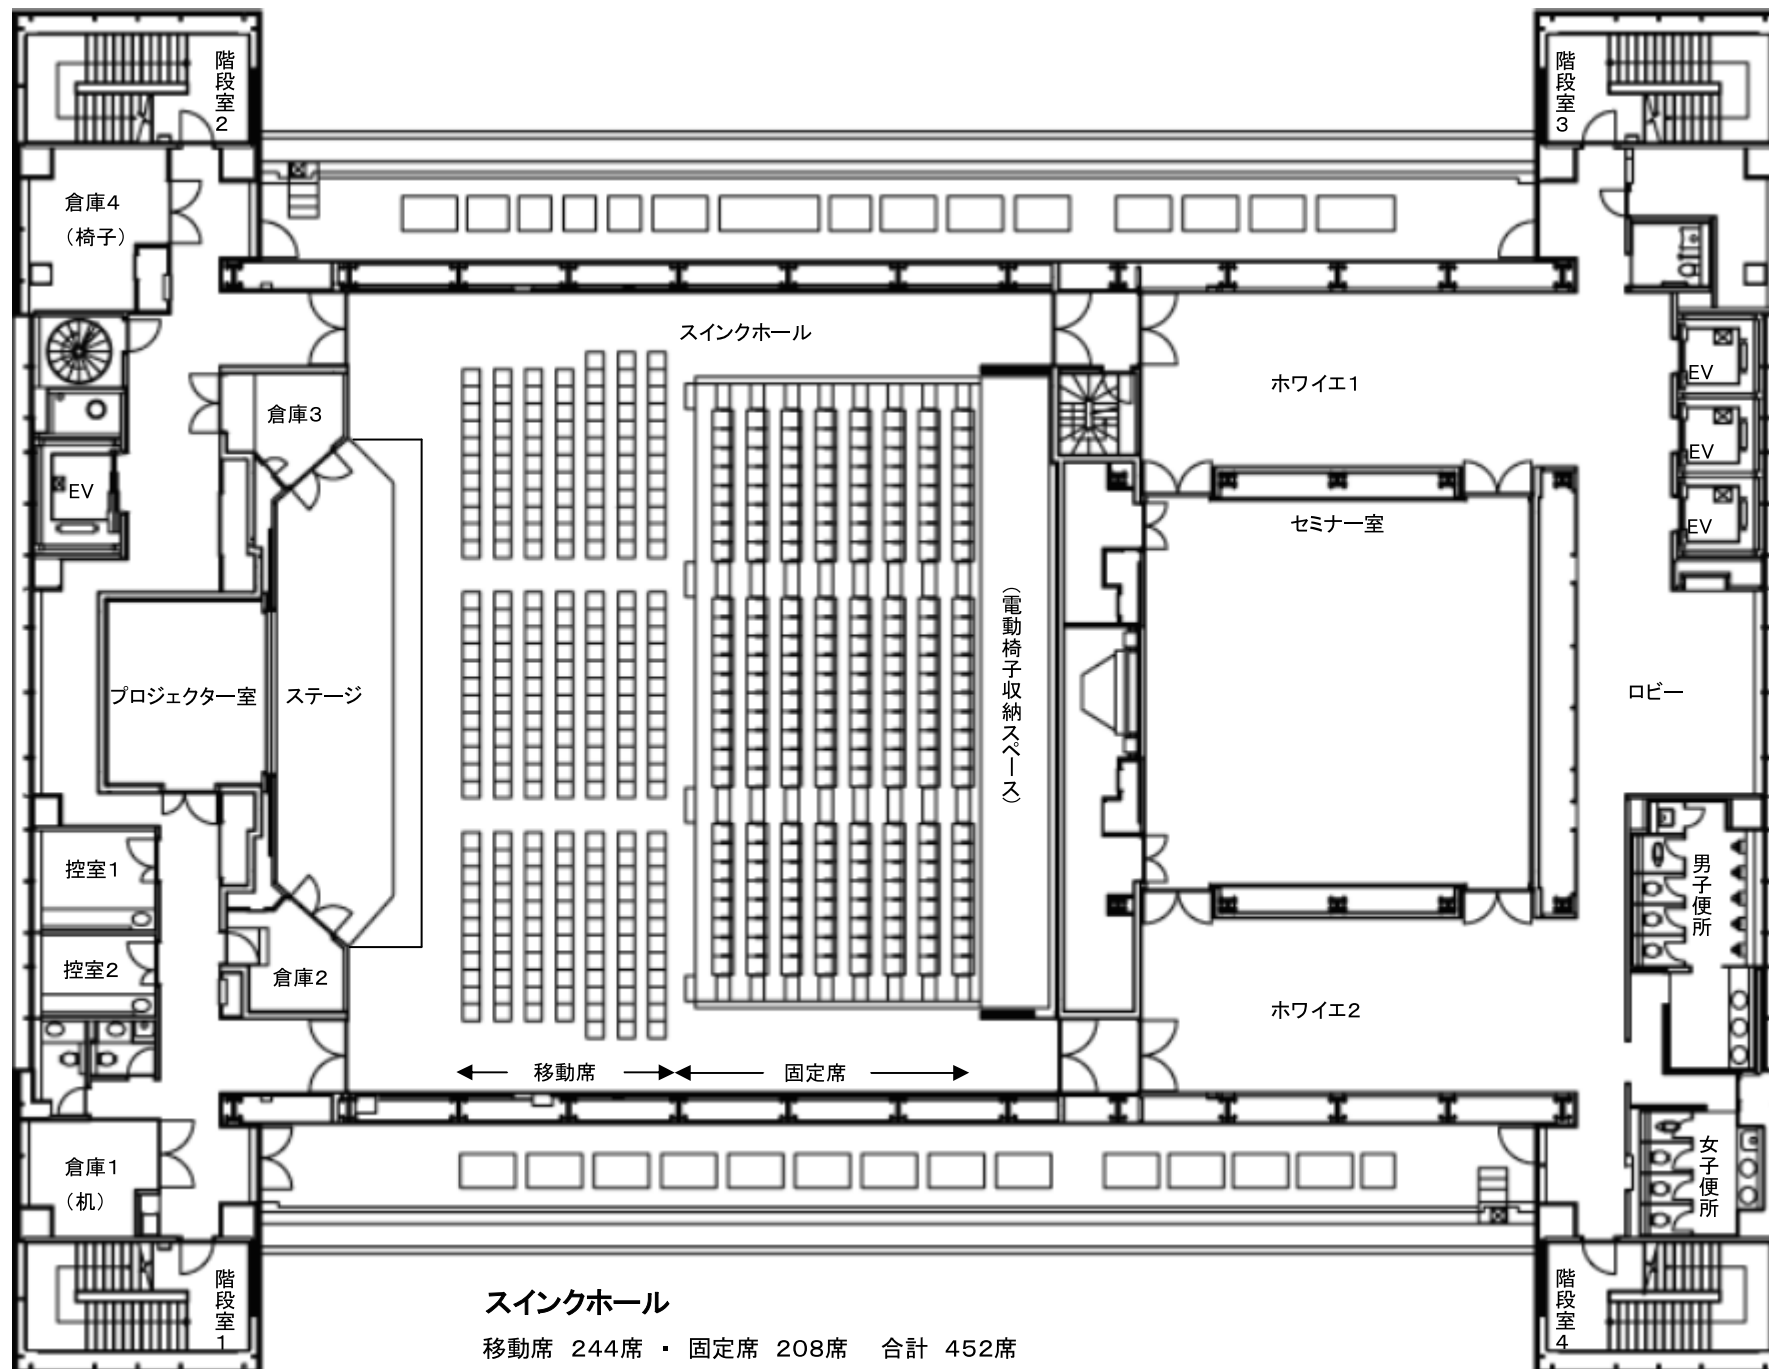 階段室2
階段室3
倉庫4
（椅子）
スインクホール
EV
ホワイエ1
倉庫3
EV
EV
セミナー室
EV
（電動椅子収納スペース）
プロジェクター室
ステージ
ロビー
控室1
男子便所
控室2
倉庫2
ホワイエ2
移動席
固定席
倉庫1
（机）
女子便所
階段室1
階段室4
スインクホール
移動席 244席 ・ 固定席 208席 合計 452席